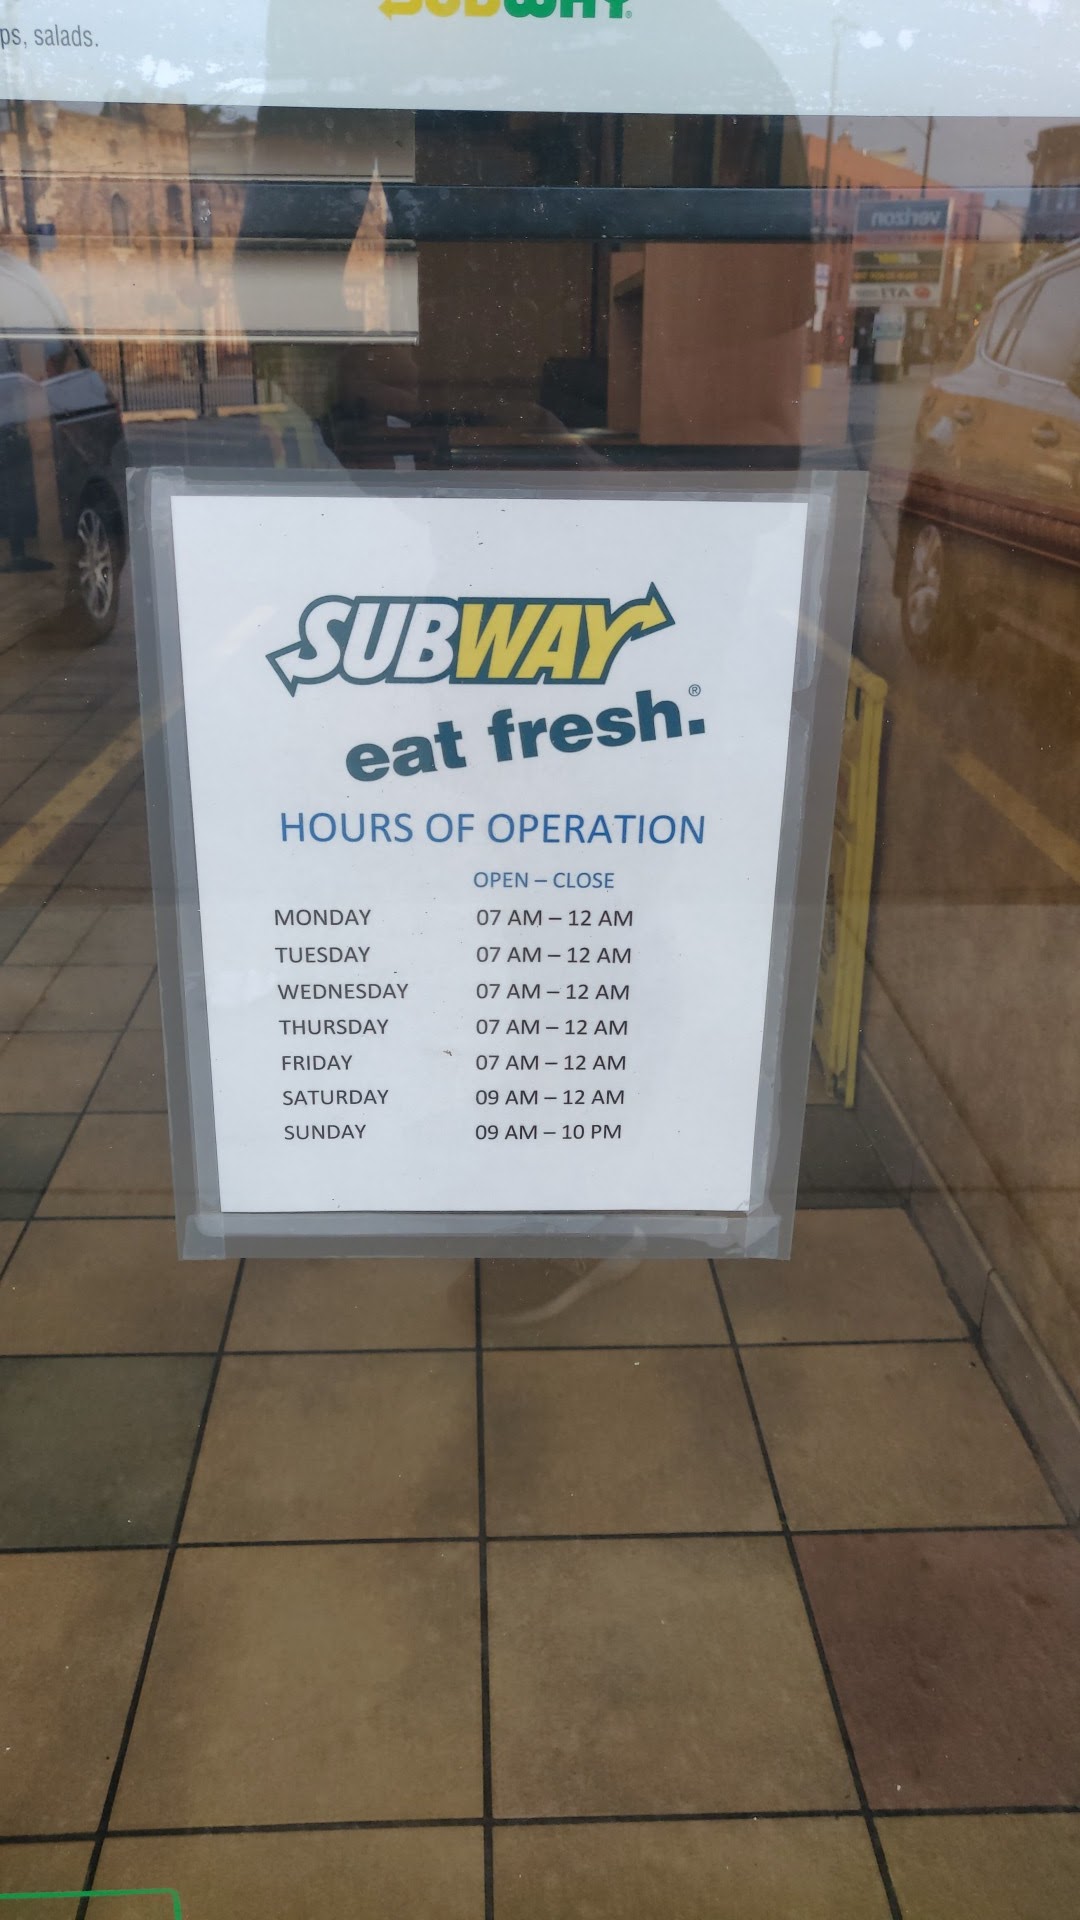 SUBWAY
ps, salads.
verizon
ATI
SUBWAY
eat fresh.®
HOURS OF OPERATION
OPEN – CLOSE
MONDAY 07 AM – 12 AM
TUESDAY 07 AM – 12 AM
WEDNESDAY 07 AM – 12 AM
THURSDAY 07 AM – 12 AM
FRIDAY 07 AM – 12 AM
SATURDAY 09 AM – 12 AM
SUNDAY 09 AM – 10 PM